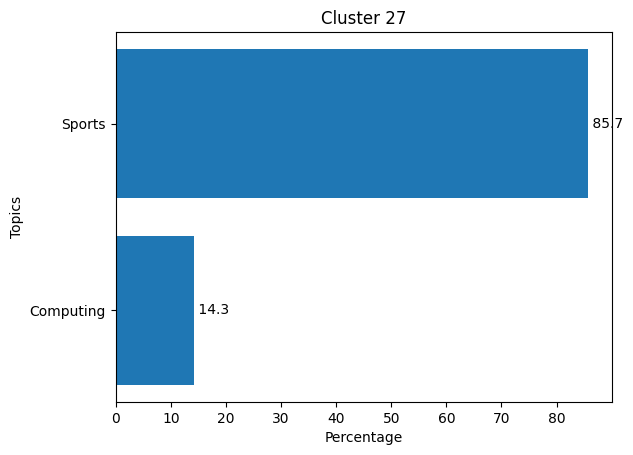 Cluster 27
Topics
Sports
85.7
Computing
14.3
0 10 20 30 40 50 60 70 80
Percentage